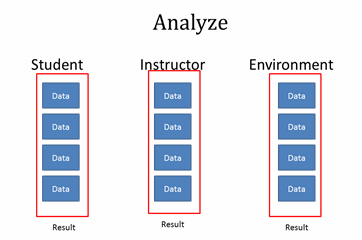 Analyze
Student Instructor Environment
Data Data Data
Data Data Data
Data Data Data
Data Data Data
Result Result Result